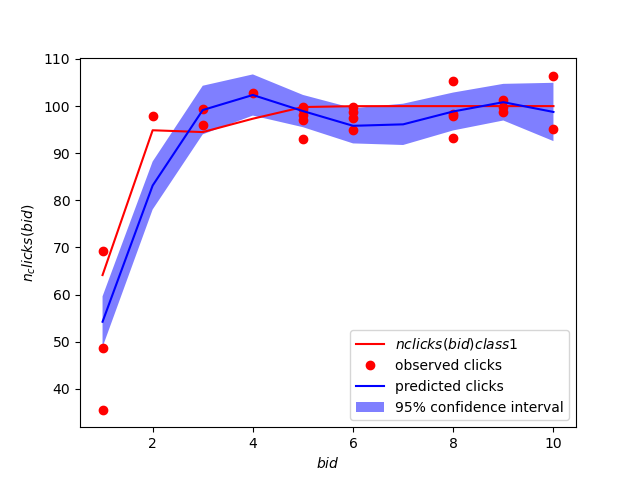 110
100
90
80
70
60
50
40
n_clicks(bid)
nclicks(bid)class1
observed clicks
predicted clicks
95% confidence interval
2
4
6
8
10
bid